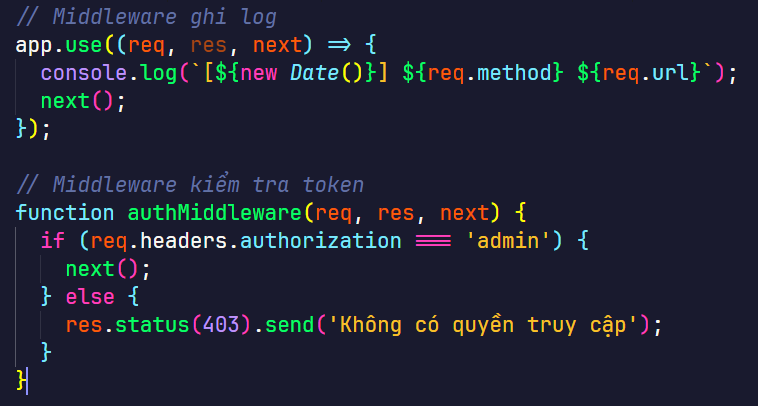 // Middleware ghi log
app.use((req, res, next) => {
  console.log(`[${new Date()}] ${req.method} ${req.url}`);
  next();
});

// Middleware kiểm tra token
function authMiddleware(req, res, next) {
  if (req.headers.authorization === 'admin') {
    next();
  } else {
    res.status(403).send('Không có quyền truy cập');
  }
}